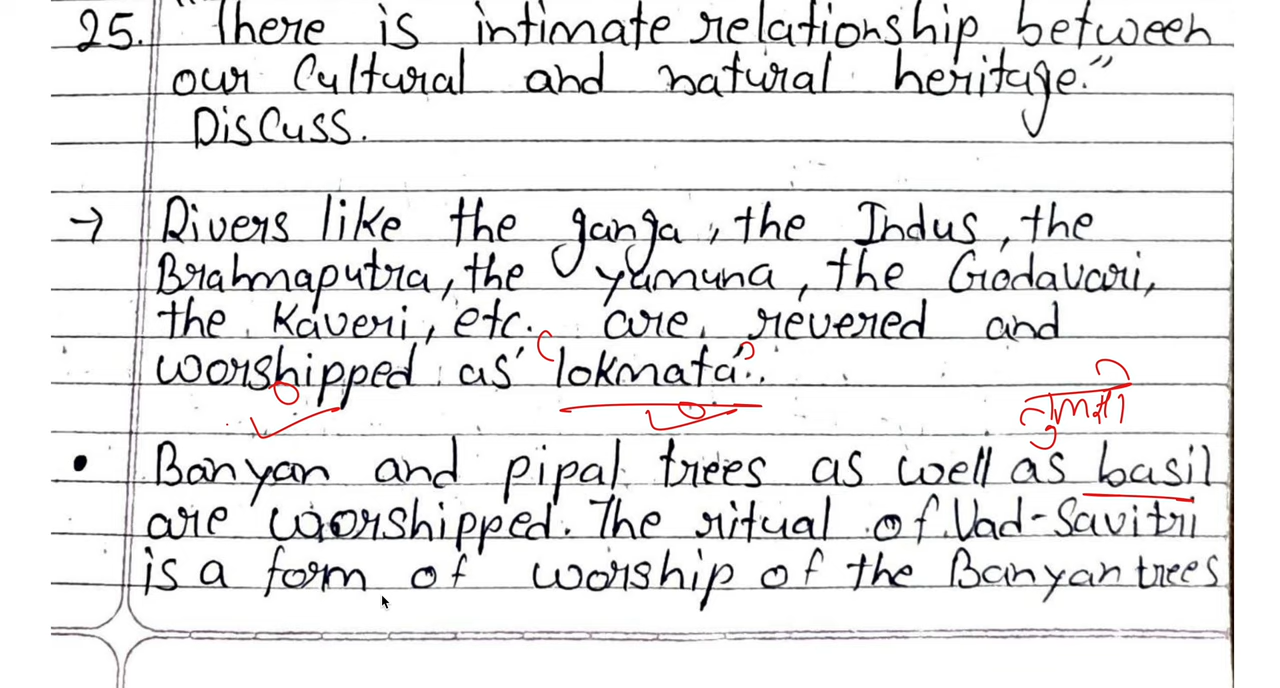 25. "There is intimate relationship between
our Cultural and natural heritage."
Discuss.
→ Rivers like the ganga, the Indus, the
Brahmaputra, the yamuna, the Godavari,
the Kaveri, etc. are revered and
worshipped as 'lokmata'.
तुलसी
• Banyan and pipal trees as well as basil
are worshipped. The ritual of Vad-Savitri
is a form of worship of the Banyan trees